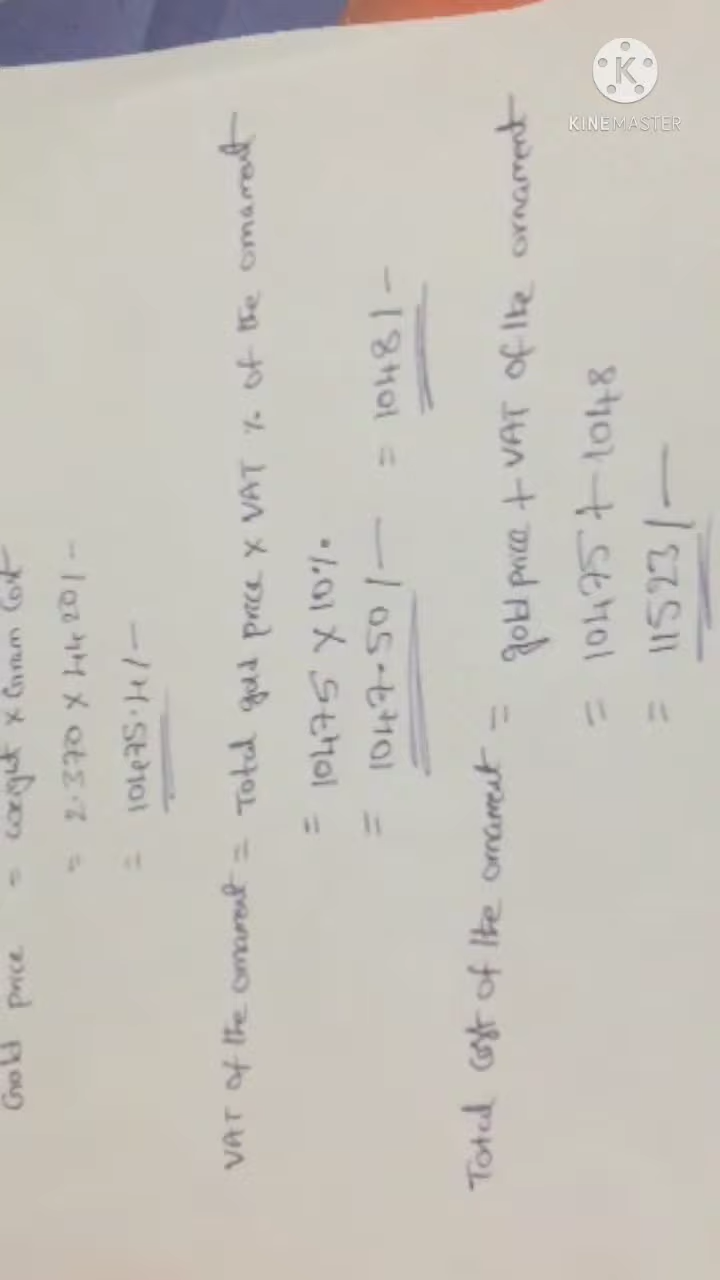 Gold price = weight x Gram Cost
= 2.370 x 4420/-
= 10475.4/-
VAT of the ornament = Total gold price x VAT % of the ornament
= 10475 x 10%
= 1047.50/- = 1048/-
Total cost of the ornament = gold price + VAT of the ornament
= 10475 + 1048
= 11523/-
K
KINEMASTER